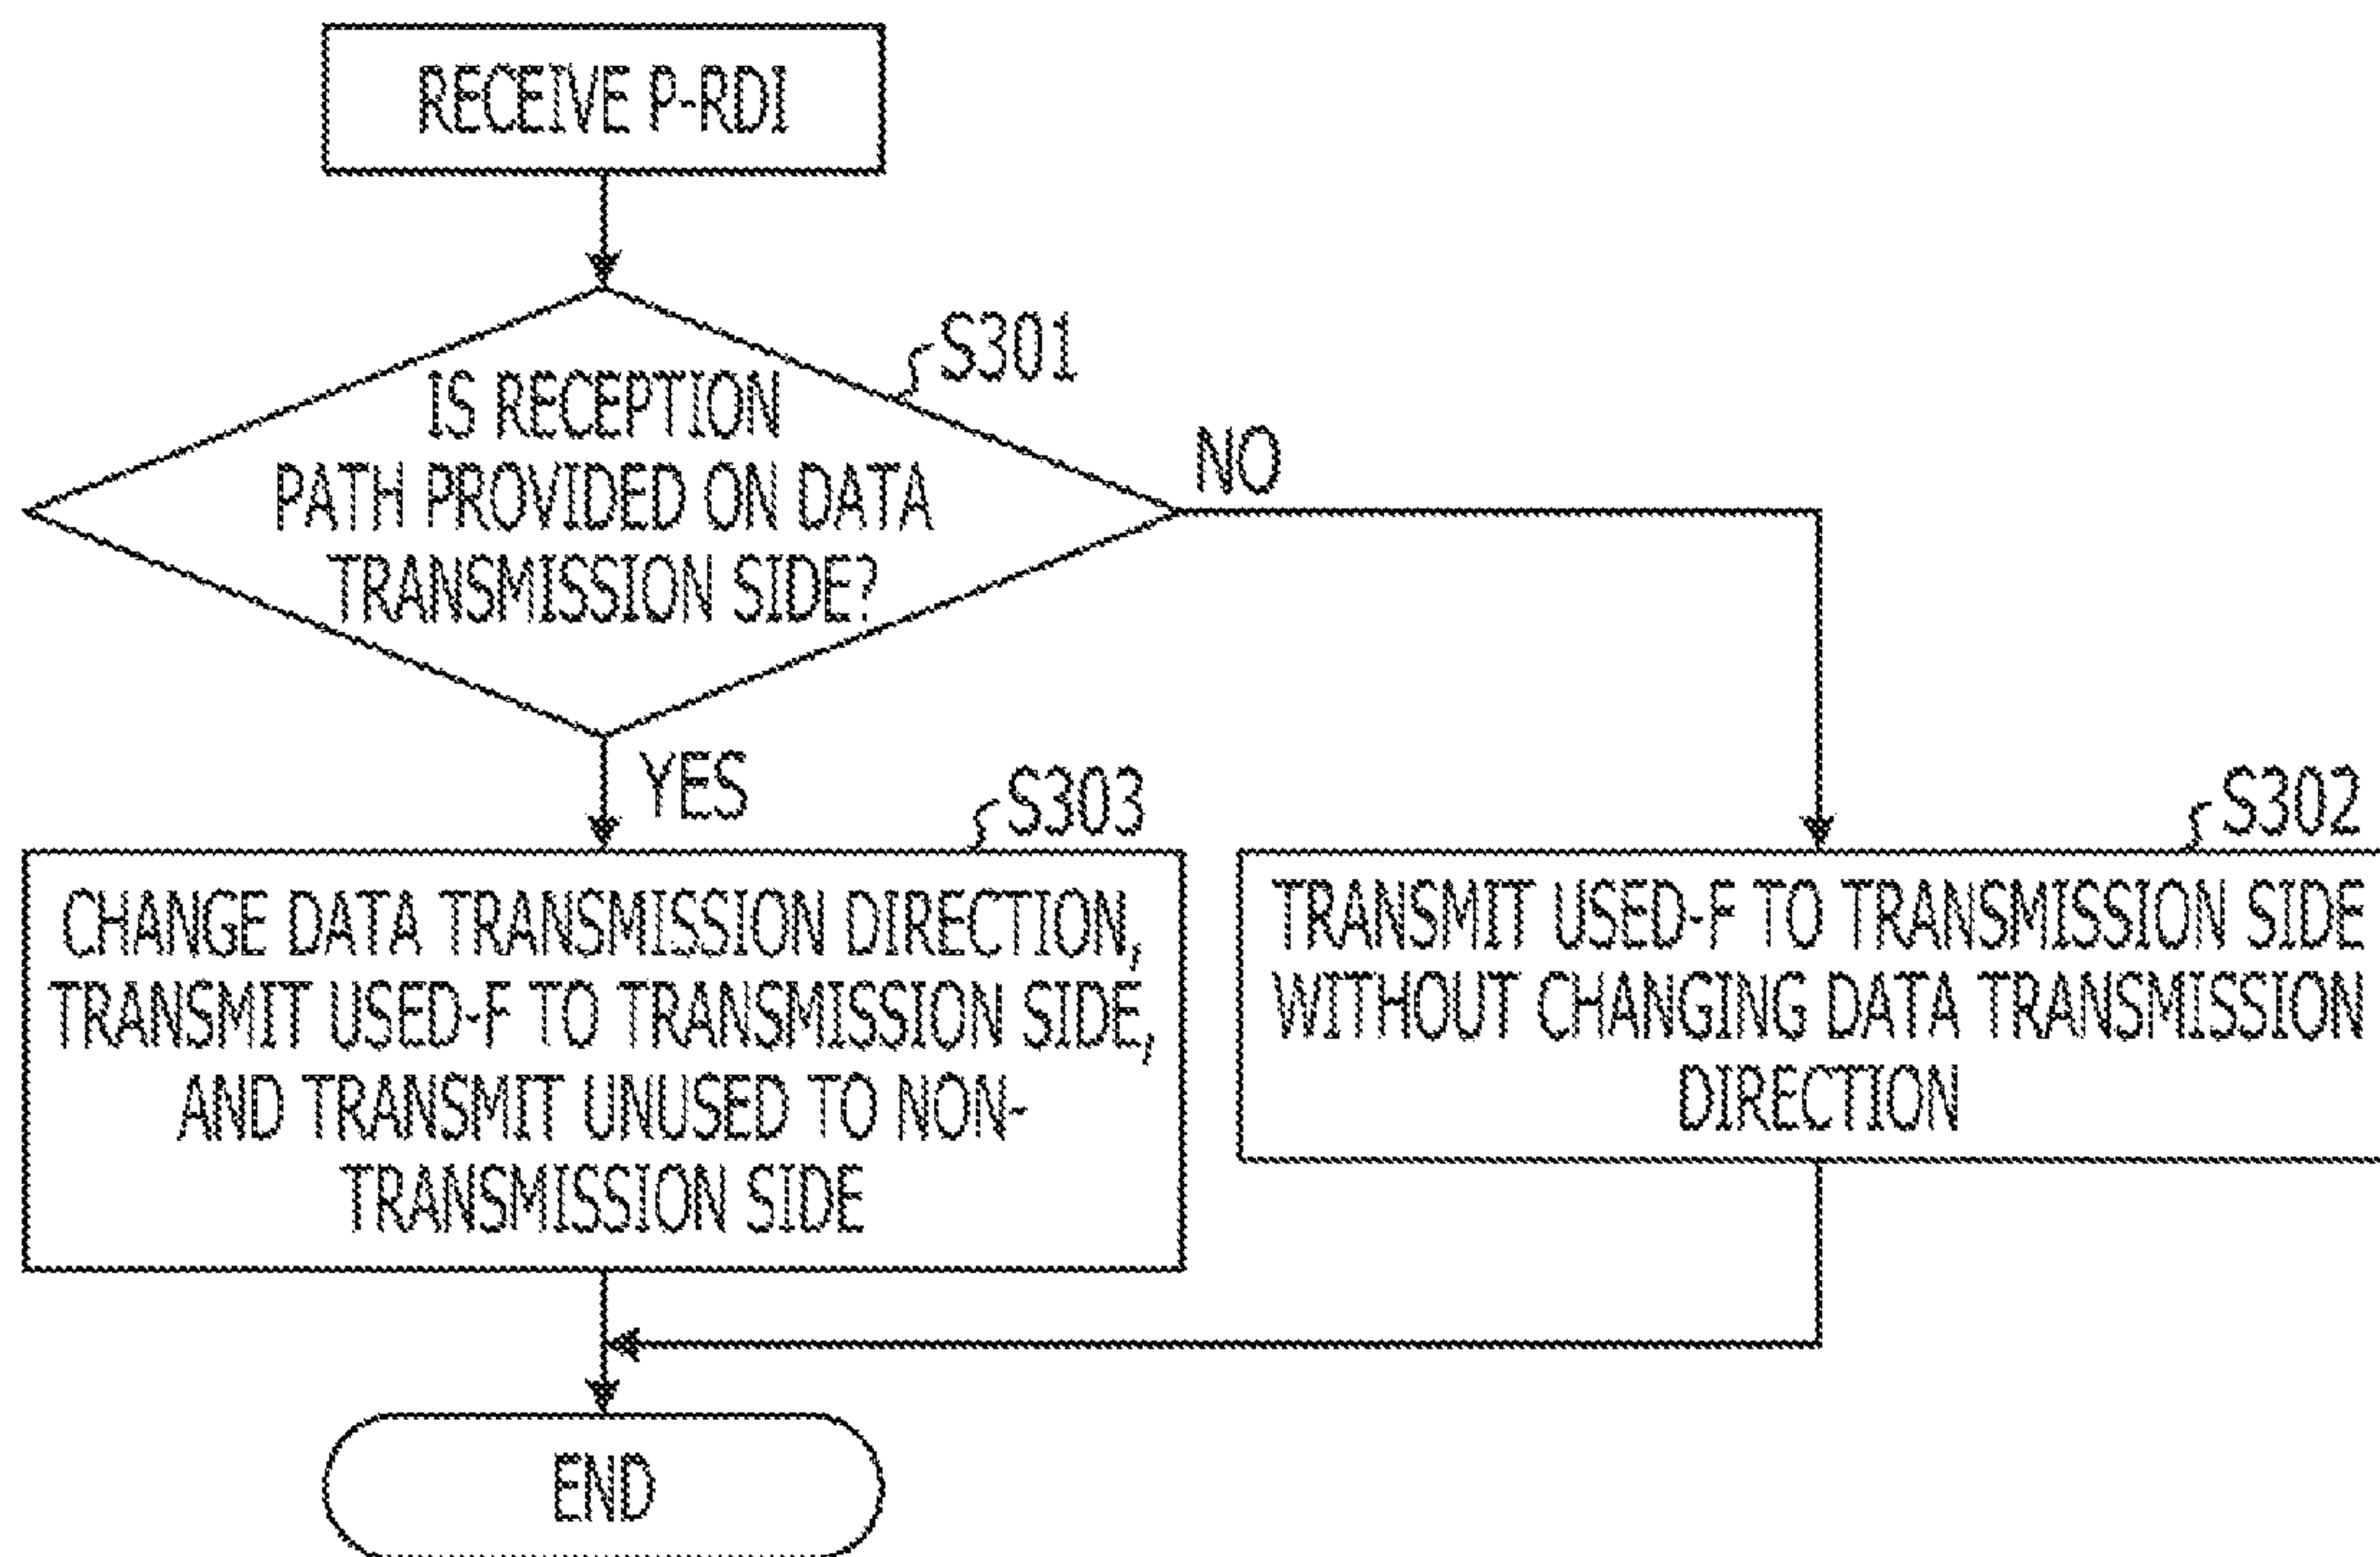 RECEIVE P-RDI
S301
IS RECEPTION
PATH PROVIDED ON DATA
TRANSMISSION SIDE?
NO
YES
S303
CHANGE DATA TRANSMISSION DIRECTION,
TRANSMIT USED-F TO TRANSMISSION SIDE,
AND TRANSMIT UNUSED TO NON-
TRANSMISSION SIDE
S302
TRANSMIT USED-F TO TRANSMISSION SIDE
WITHOUT CHANGING DATA TRANSMISSION
DIRECTION
END